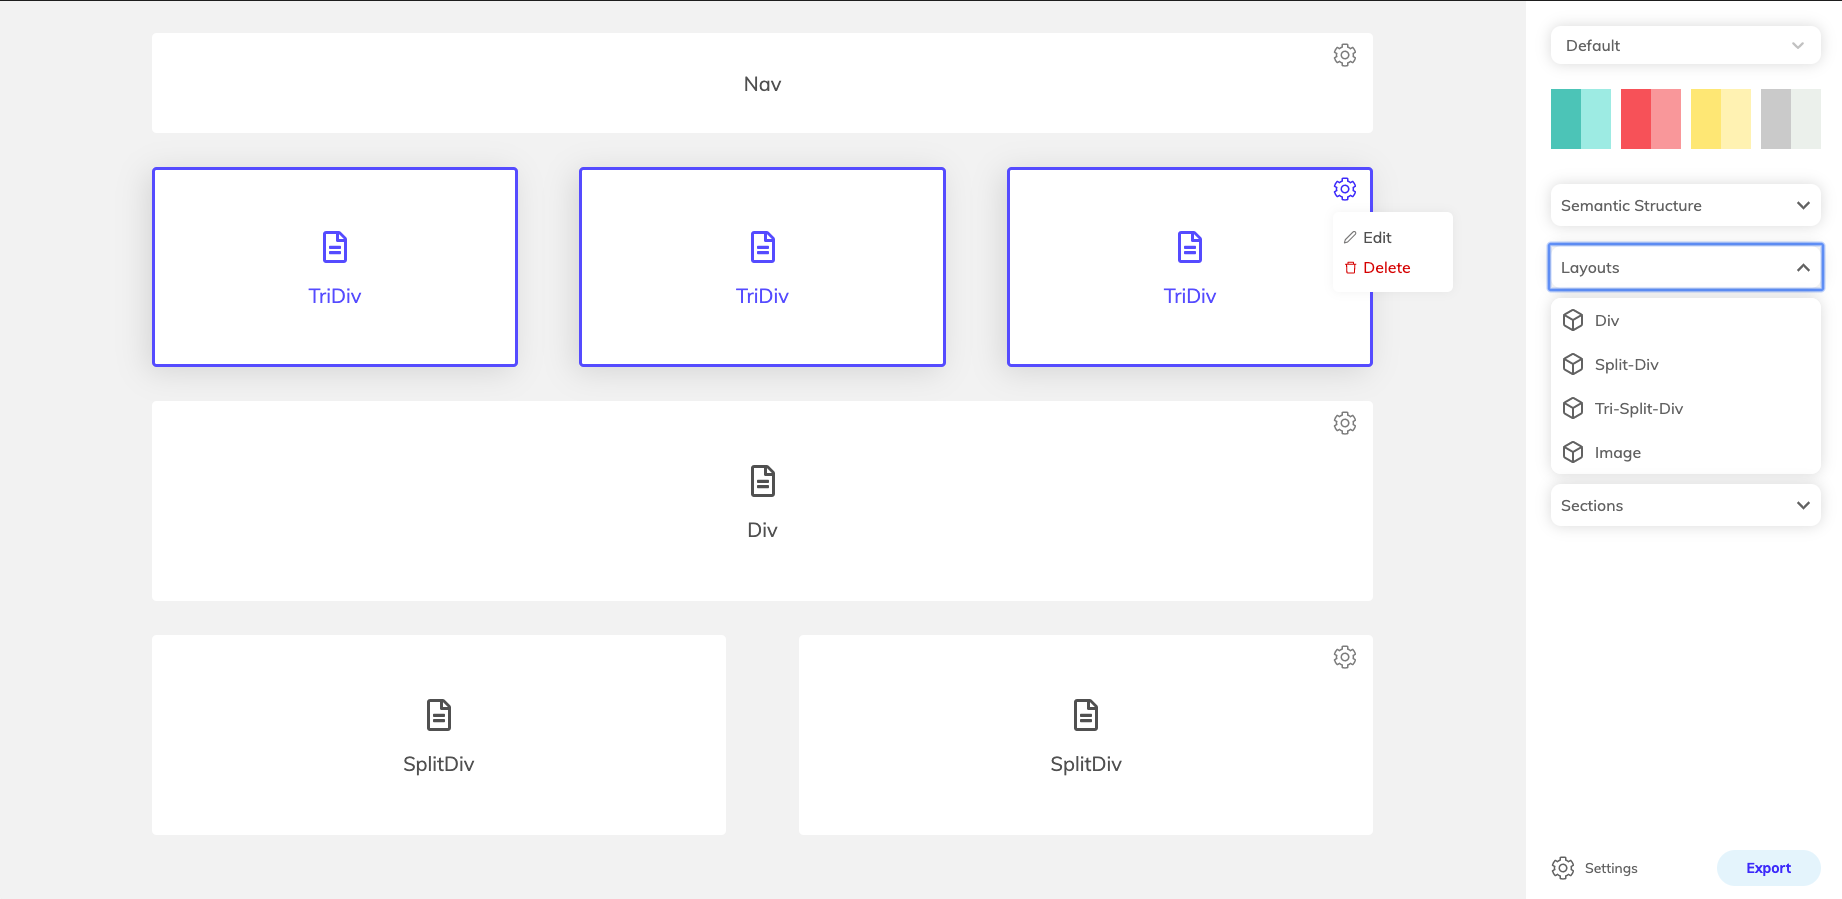 Nav
TriDiv
TriDiv
TriDiv
Edit
Delete
Div
SplitDiv
SplitDiv
Default
Semantic Structure
Layouts
Div
Split-Div
Tri-Split-Div
Image
Sections
Settings
Export